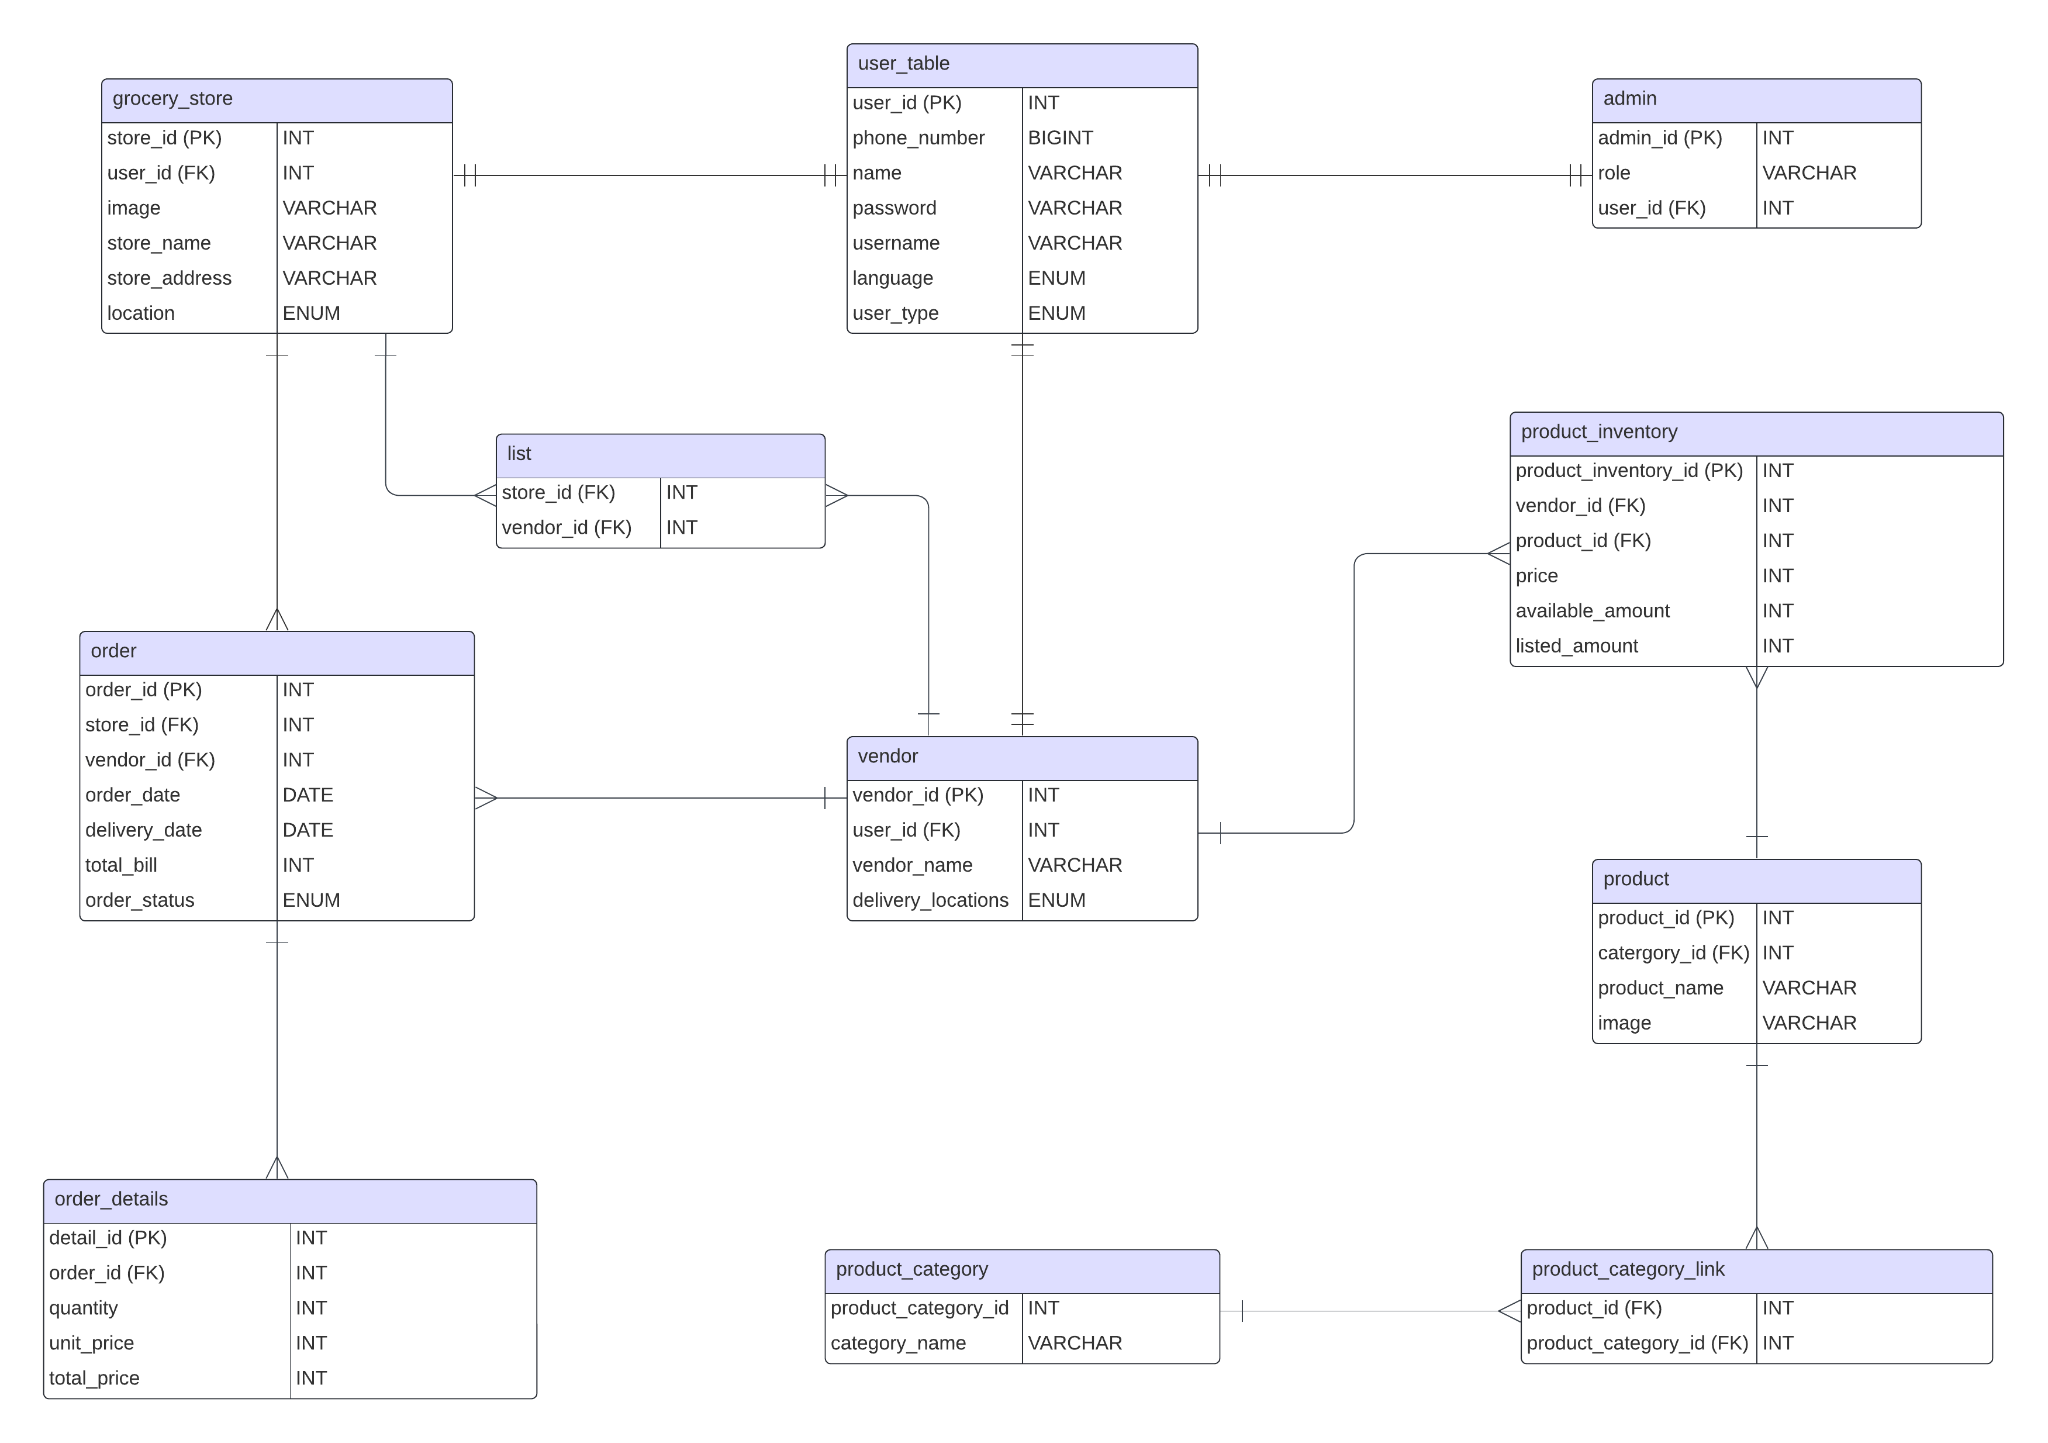 user_table
user_id (PK) INT
phone_number BIGINT
name VARCHAR
password VARCHAR
username VARCHAR
language ENUM
user_type ENUM
grocery_store
store_id (PK) INT
user_id (FK) INT
image VARCHAR
store_name VARCHAR
store_address VARCHAR
location ENUM
admin
admin_id (PK) INT
role VARCHAR
user_id (FK) INT
list
store_id (FK) INT
vendor_id (FK) INT
product_inventory
product_inventory_id (PK) INT
vendor_id (FK) INT
product_id (FK) INT
price INT
available_amount INT
listed_amount INT
order
order_id (PK) INT
store_id (FK) INT
vendor_id (FK) INT
order_date DATE
delivery_date DATE
total_bill INT
order_status ENUM
vendor
vendor_id (PK) INT
user_id (FK) INT
vendor_name VARCHAR
delivery_locations ENUM
product
product_id (PK) INT
catergory_id (FK) INT
product_name VARCHAR
image VARCHAR
order_details
detail_id (PK) INT
order_id (FK) INT
quantity INT
unit_price INT
total_price INT
product_category
product_category_id INT
category_name VARCHAR
product_category_link
product_id (FK) INT
product_category_id (FK) INT